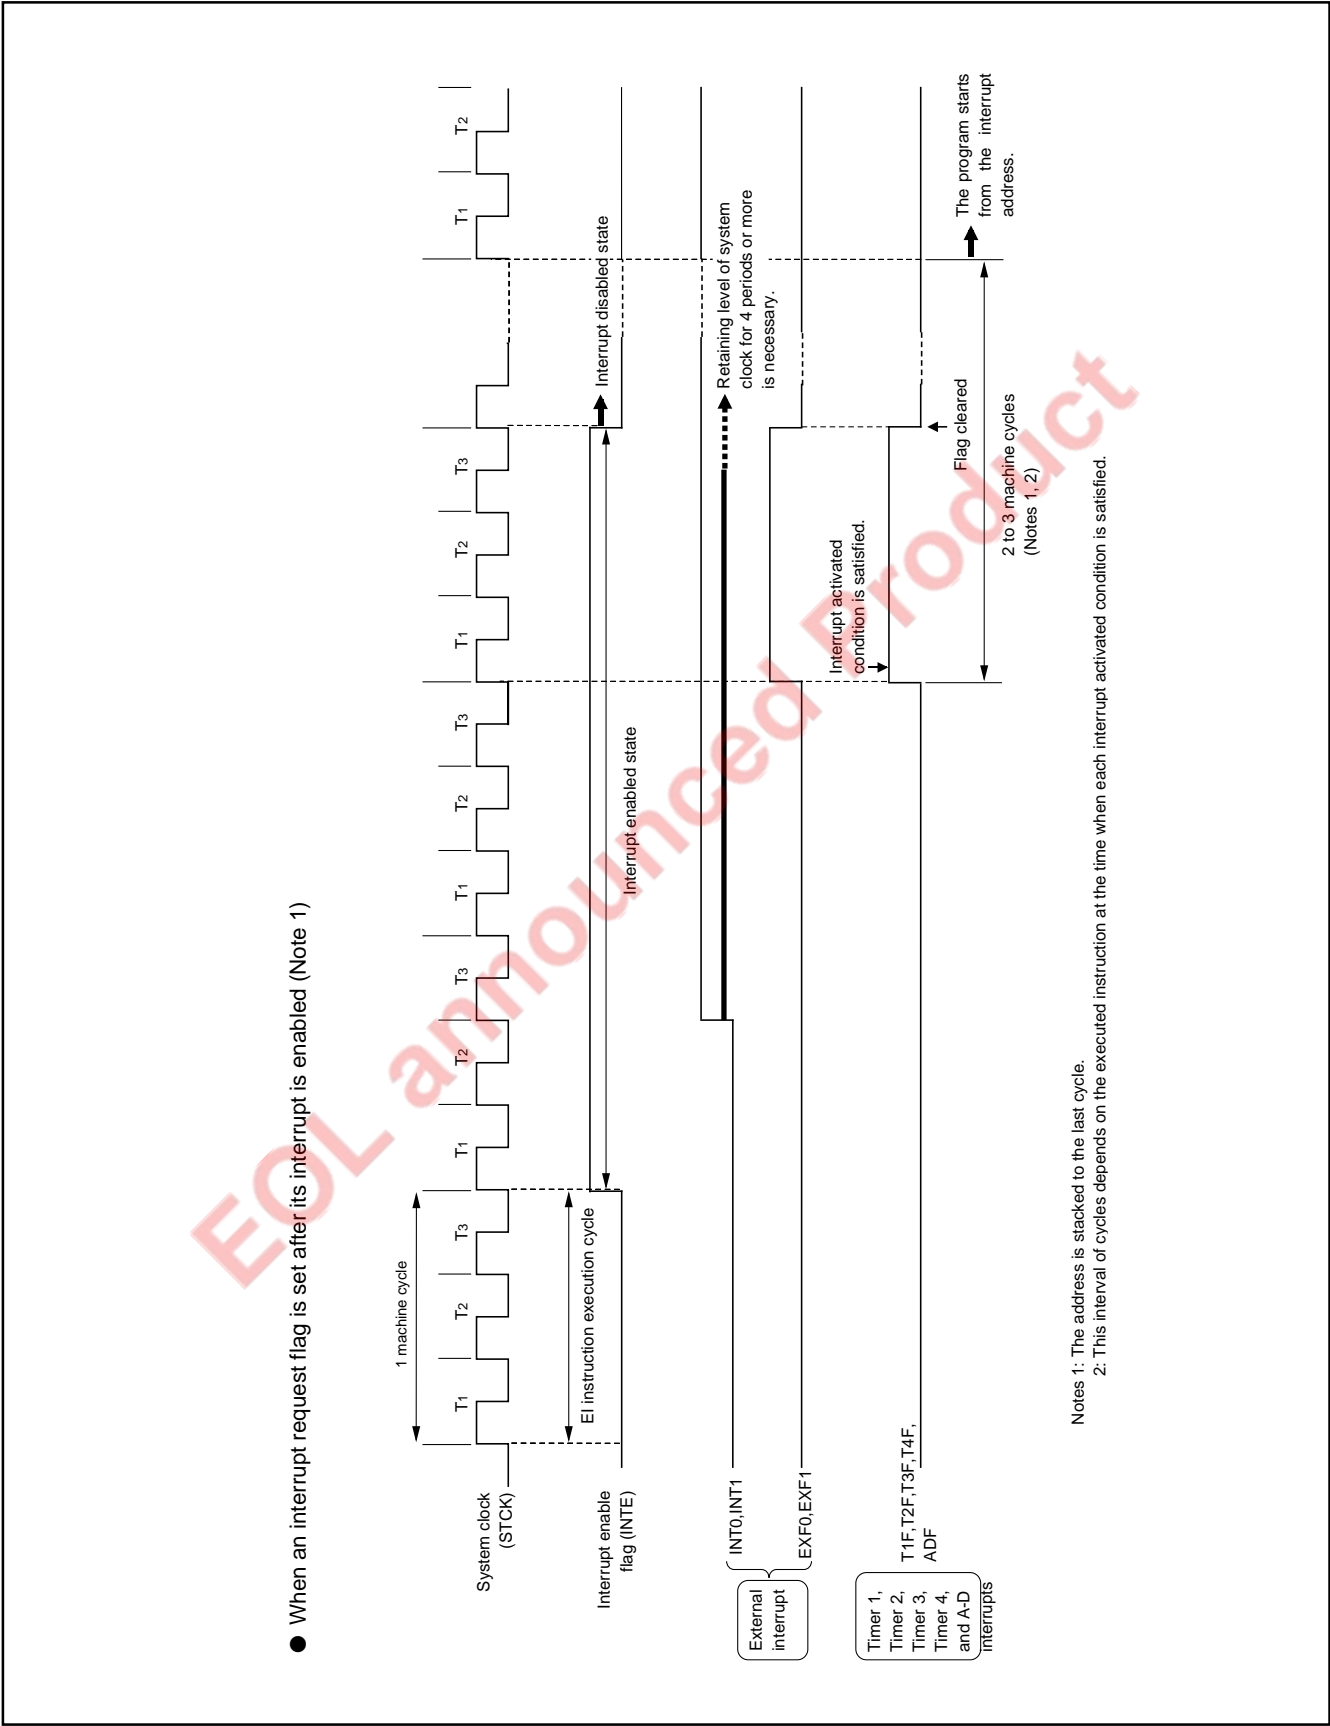 ● When an interrupt request flag is set after its interrupt is enabled (Note 1)
1 machine cycle
T1 T2 T3 T1 T2 T3 T1 T2 T3 T1 T2 T3 T1 T2
System clock
(STCK)
EI instruction execution cycle
Interrupt enable
flag (INTE)
Interrupt enabled state
Interrupt disabled state
External
interrupt
INT0,INT1
Retaining level of system
clock for 4 periods or more
is necessary.
EXF0,EXF1
Interrupt activated
condition is satisfied.
Timer 1,
Timer 2,
Timer 3,
Timer 4,
and A-D
interrupts
T1F,T2F,T3F,T4F,
ADF
Flag cleared
The program starts
from the interrupt
address.
2 to 3 machine cycles
(Notes 1, 2)
Notes 1: The address is stacked to the last cycle.
2: This interval of cycles depends on the executed instruction at the time when each interrupt activated condition is satisfied.
EOL announced Product